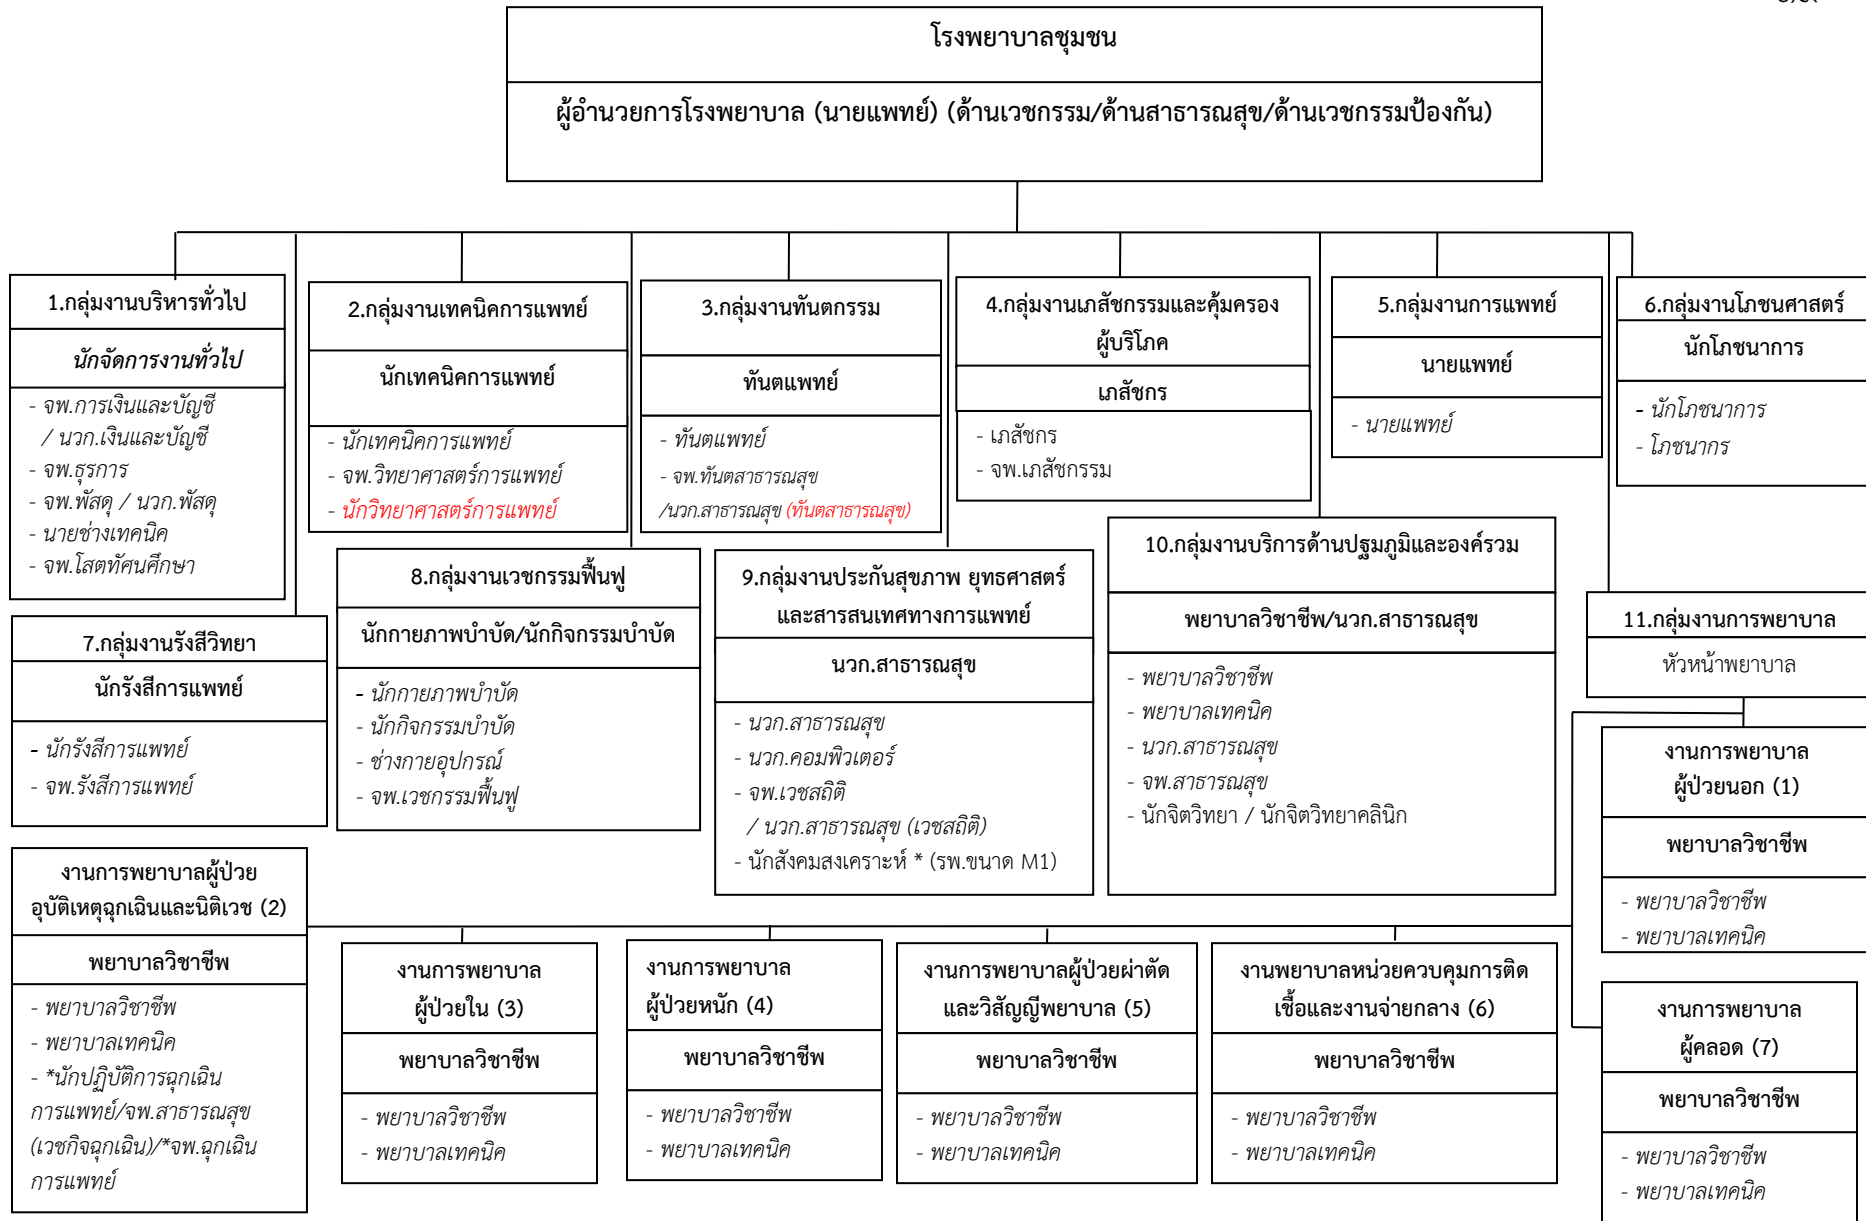 โรงพยาบาลชุมชน
ผู้อำนวยการโรงพยาบาล (นายแพทย์) (ด้านเวชกรรม/ด้านสาธารณสุข/ด้านเวชกรรมป้องกัน)
1.กลุ่มงานบริหารทั่วไป
นักจัดการงานทั่วไป
- จพ.การเงินและบัญชี
/ นวก.เงินและบัญชี
- จพ.ธุรการ
- จพ.พัสดุ / นวก.พัสดุ
- นายช่างเทคนิค
- จพ.โสตทัศนศึกษา
2.กลุ่มงานเทคนิคการแพทย์
นักเทคนิคการแพทย์
- นักเทคนิคการแพทย์
- จพ.วิทยาศาสตร์การแพทย์
- นักวิทยาศาสตร์การแพทย์
3.กลุ่มงานทันตกรรม
ทันตแพทย์
- ทันตแพทย์
- จพ.ทันตสาธารณสุข
/นวก.สาธารณสุข (ทันตสาธารณสุข)
4.กลุ่มงานเภสัชกรรมและคุ้มครอง
ผู้บริโภค
เภสัชกร
- เภสัชกร
- จพ.เภสัชกรรม
5.กลุ่มงานการแพทย์
นายแพทย์
- นายแพทย์
6.กลุ่มงานโภชนศาสตร์
นักโภชนาการ
- นักโภชนาการ
- โภชนากร
7.กลุ่มงานรังสีวิทยา
นักรังสีการแพทย์
- นักรังสีการแพทย์
- จพ.รังสีการแพทย์
8.กลุ่มงานเวชกรรมฟื้นฟู
นักกายภาพบำบัด/นักกิจกรรมบำบัด
- นักกายภาพบำบัด
- นักกิจกรรมบำบัด
- ช่างกายอุปกรณ์
- จพ.เวชกรรมฟื้นฟู
9.กลุ่มงานประกันสุขภาพ ยุทธศาสตร์
และสารสนเทศทางการแพทย์
นวก.สาธารณสุข
- นวก.สาธารณสุข
- นวก.คอมพิวเตอร์
- จพ.เวชสถิติ
/ นวก.สาธารณสุข (เวชสถิติ)
- นักสังคมสงเคราะห์ * (รพ.ขนาด M1)
10.กลุ่มงานบริการด้านปฐมภูมิและองค์รวม
พยาบาลวิชาชีพ/นวก.สาธารณสุข
- พยาบาลวิชาชีพ
- พยาบาลเทคนิค
- นวก.สาธารณสุข
- จพ.สาธารณสุข
- นักจิตวิทยา / นักจิตวิทยาคลินิก
11.กลุ่มงานการพยาบาล
หัวหน้าพยาบาล
งานการพยาบาล
ผู้ป่วยนอก (1)
พยาบาลวิชาชีพ
- พยาบาลวิชาชีพ
- พยาบาลเทคนิค
งานการพยาบาลผู้ป่วย
อุบัติเหตุฉุกเฉินและนิติเวช (2)
พยาบาลวิชาชีพ
- พยาบาลวิชาชีพ
- พยาบาลเทคนิค
- *นักปฏิบัติการฉุกเฉิน
การแพทย์/จพ.สาธารณสุข
(เวชกิจฉุกเฉิน)/*จพ.ฉุกเฉิน
การแพทย์
งานการพยาบาล
ผู้ป่วยใน (3)
พยาบาลวิชาชีพ
- พยาบาลวิชาชีพ
- พยาบาลเทคนิค
งานการพยาบาล
ผู้ป่วยหนัก (4)
พยาบาลวิชาชีพ
- พยาบาลวิชาชีพ
- พยาบาลเทคนิค
งานการพยาบาลผู้ป่วยผ่าตัด
และวิสัญญีพยาบาล (5)
พยาบาลวิชาชีพ
- พยาบาลวิชาชีพ
- พยาบาลเทคนิค
งานพยาบาลหน่วยควบคุมการติด
เชื้อและงานจ่ายกลาง (6)
พยาบาลวิชาชีพ
- พยาบาลวิชาชีพ
- พยาบาลเทคนิค
งานการพยาบาล
ผู้คลอด (7)
พยาบาลวิชาชีพ
- พยาบาลวิชาชีพ
- พยาบาลเทคนิค